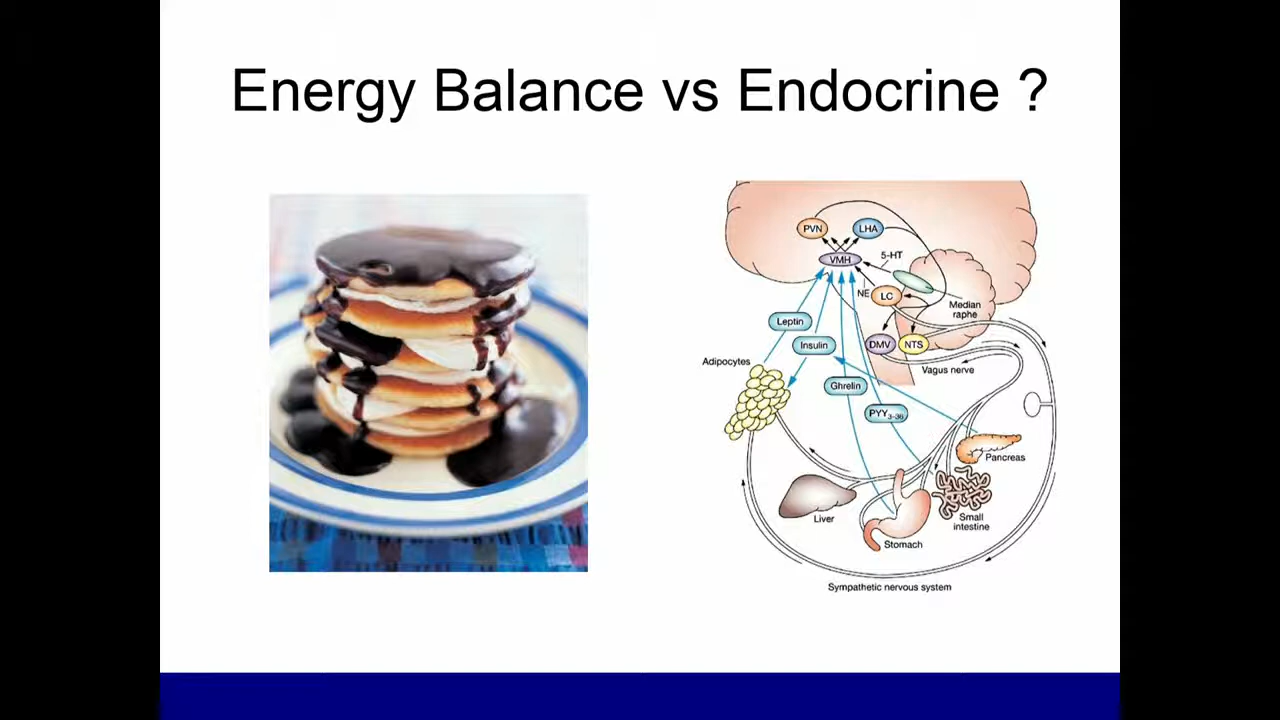 Energy Balance vs Endocrine ?
PVN
LHA
VMH
5-HT
NE
LC
Median
raphe
Leptin
Insulin
DMV
NTS
Adipocytes
Vagus nerve
Ghrelin
PYY3-36
Pancreas
Liver
Small
intestine
Stomach
Sympathetic nervous system